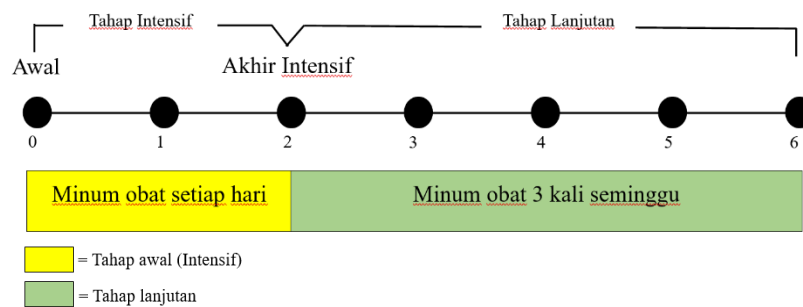 Tahap Intensif
Tahap Lanjutan
Awal
Akhir Intensif
0 1 2 3 4 5 6
Minum obat setiap hari
Minum obat 3 kali seminggu
= Tahap awal (Intensif)
= Tahap lanjutan